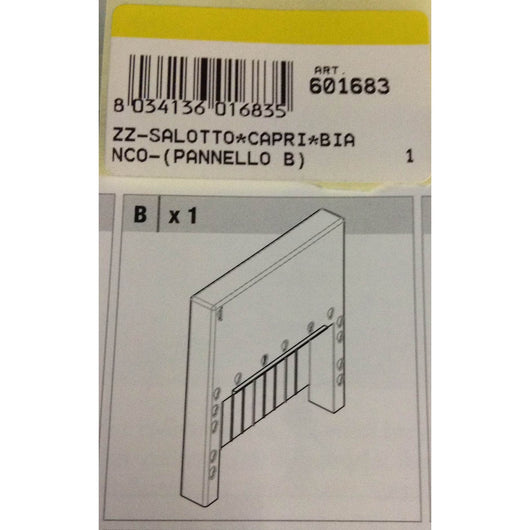 ART.
601683
8 034136 016835
ZZ-SALOTTO*CAPRI*BIA
NCO-(PANNELLO B) 1
B x 1